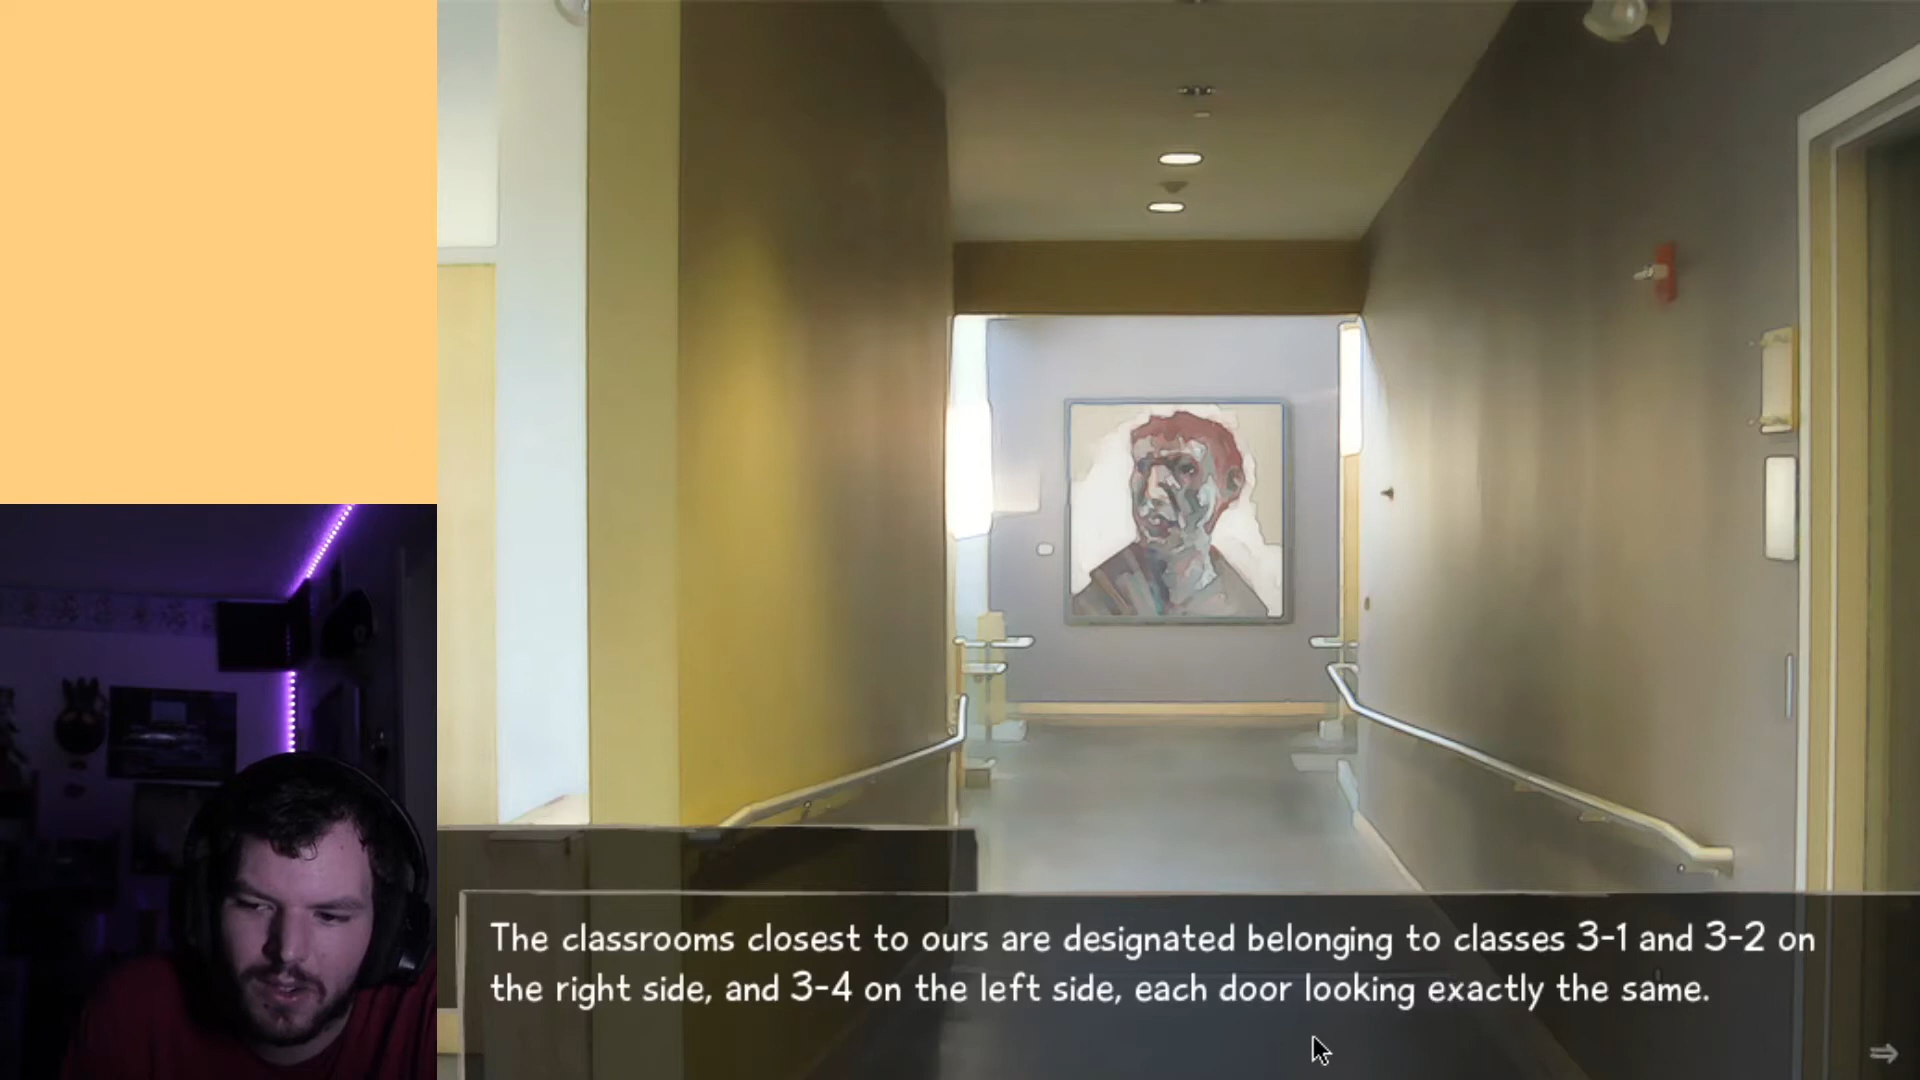 The classrooms closest to ours are designated belonging to classes 3-1 and 3-2 on
the right side, and 3-4 on the left side, each door looking exactly the same.